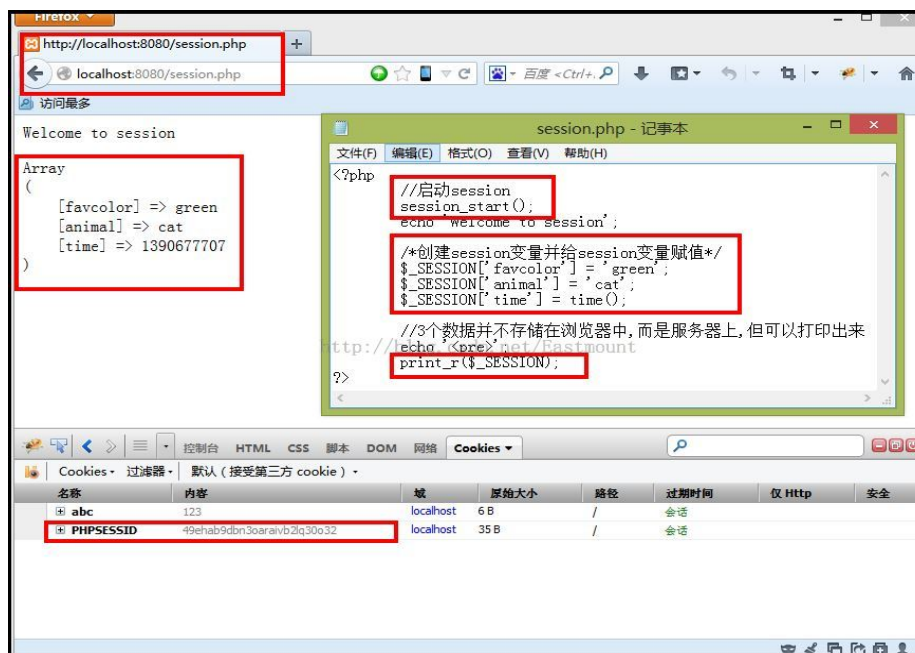 Firefox
http://localhost:8080/session.php
localhost:8080/session.php
百度 <Ctrl+.
访问最多
Welcome to session
Array
(
[favcolor] => green
[animal] => cat
[time] => 1390677707
)
session.php - 记事本
文件(F) 编辑(E) 格式(O) 查看(V) 帮助(H)
<?php
//启动session
session_start();
echo 'Welcome to session';
/*创建session变量并给session变量赋值*/
$_SESSION['favcolor'] = 'green';
$_SESSION['animal'] = 'cat';
$_SESSION['time'] = time();
//3个数据并不存储在浏览器中,而是服务器上,但可以打印出来
echo '<pre>';
print_r($_SESSION);
?>
控制台 HTML CSS 脚本 DOM 网络 Cookies
Cookies 过滤器 默认 ( 接受第三方 cookie )
名称 内容 域 原始大小 路径 过期时间 仅 Http 安全
abc 123 localhost 6 B / 会话
PHPSESSID 49ehab9dbn3oaraivb2lq30o32 localhost 35 B / 会话